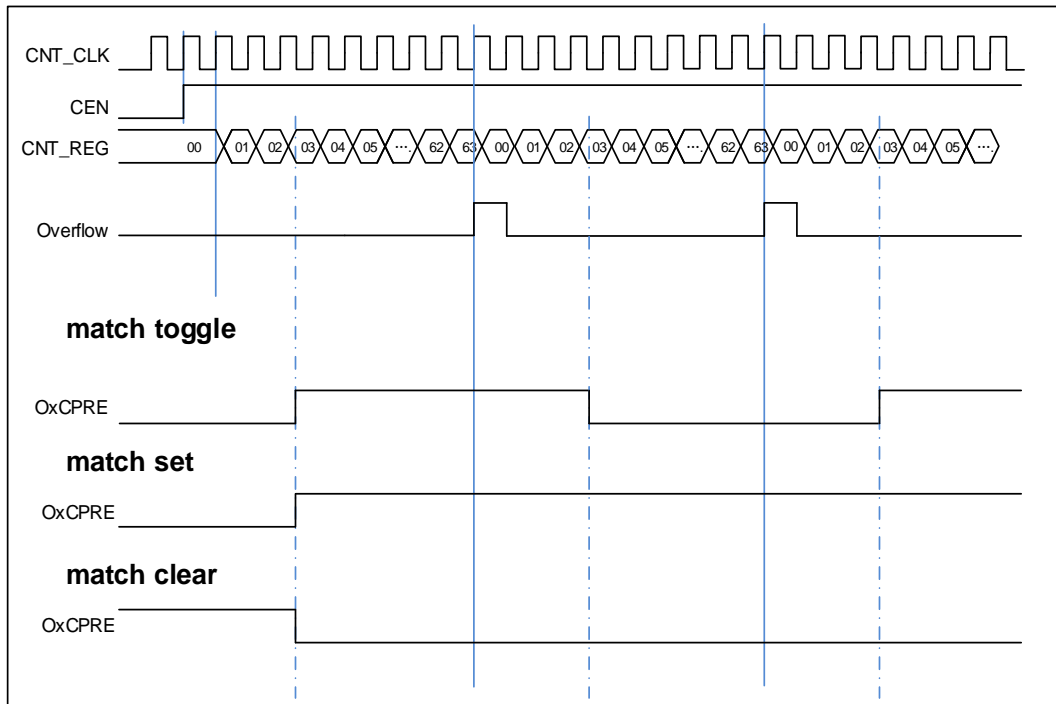 CNT_CLK
CEN
CNT_REG 00 01 02 03 04 05 .... 62 63 00 01 02 03 04 05 .... 62 63 00 01 02 03 04 05 ....
Overflow
match toggle
OxCPRE
match set
OxCPRE
match clear
OxCPRE